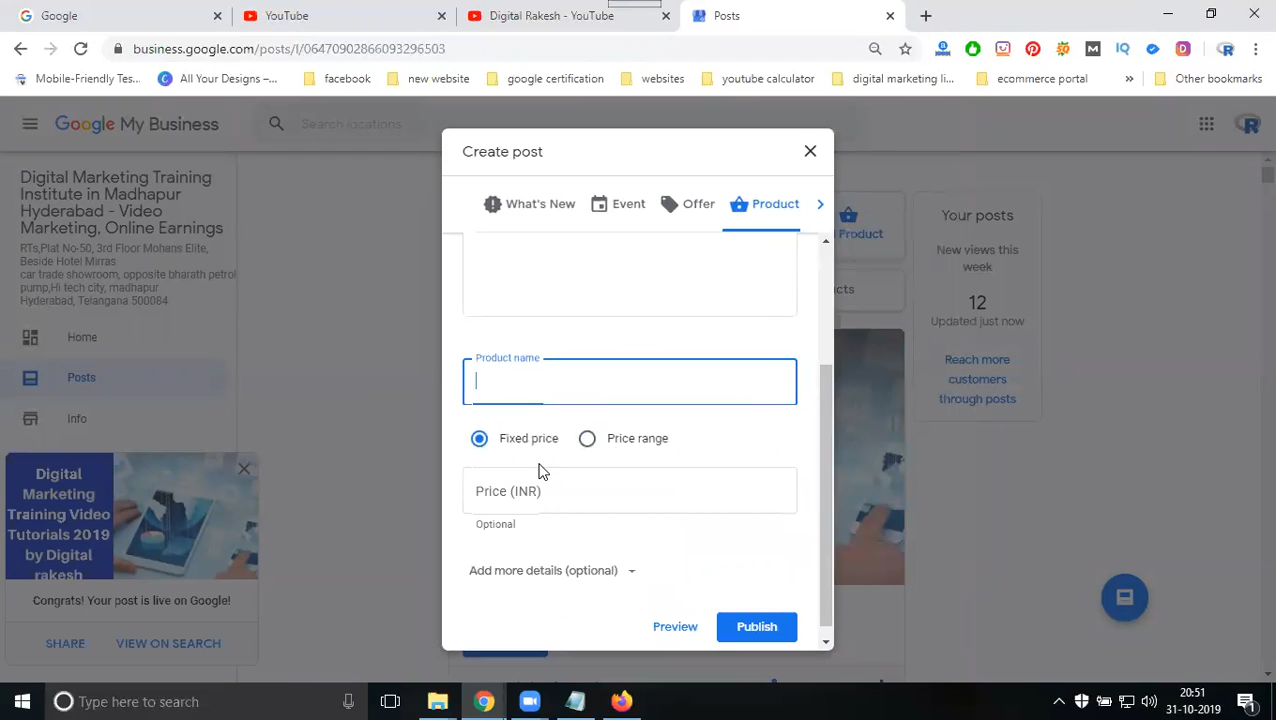 Google
YouTube
Digital Rakesh - YouTube
Posts
business.google.com/posts/l/06470902866093296503
Mobile-Friendly Tes...
All Your Designs –...
facebook
new website
google certification
websites
youtube calculator
digital marketing li...
ecommerce portal
»
Other bookmarks
Google My Business
Search locations
Digital Marketing Training
Institute in Madhapur
Hyderabad - Video
Marketing, Online Earnings
RTs,Plat No-50, 3rd Floor Mohans Elite,
Beside Hotel Mirras
car trade showroom, opposite bharath petrol
pump,Hi tech city, madhapur
Hyderabad, Telangana 500084
Home
Posts
Info
Digital
Marketing
Training Video
Tutorials 2019
by Digital
rakesh
Congrats! Your post is live on Google!
SHARE
VIEW ON SEARCH
Create post
What's New
Event
Offer
Product
Product name
Fixed price
Price range
Price (INR)
Optional
Add more details (optional)
Preview
Publish
Product
cts
Your posts
New views this
week
12
Updated just now
Reach more
customers
through posts
Type here to search
20:51
31-10-2019
1